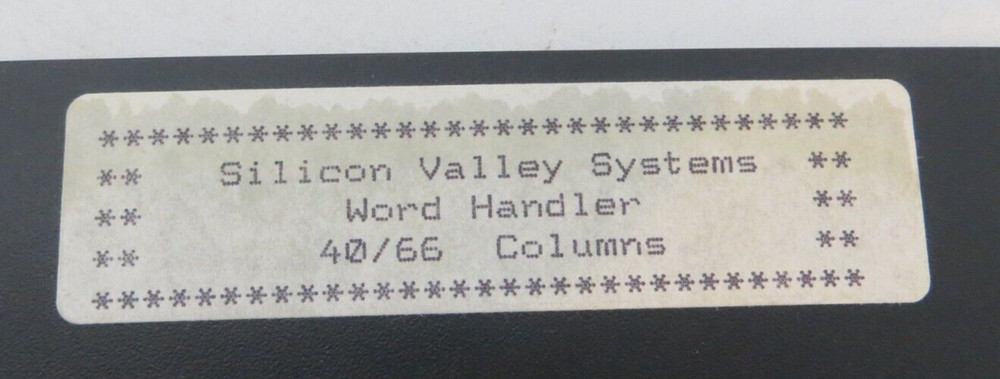 *****************************
** Silicon Valley Systems **
** Word Handler **
** 40/66 Columns **
*****************************